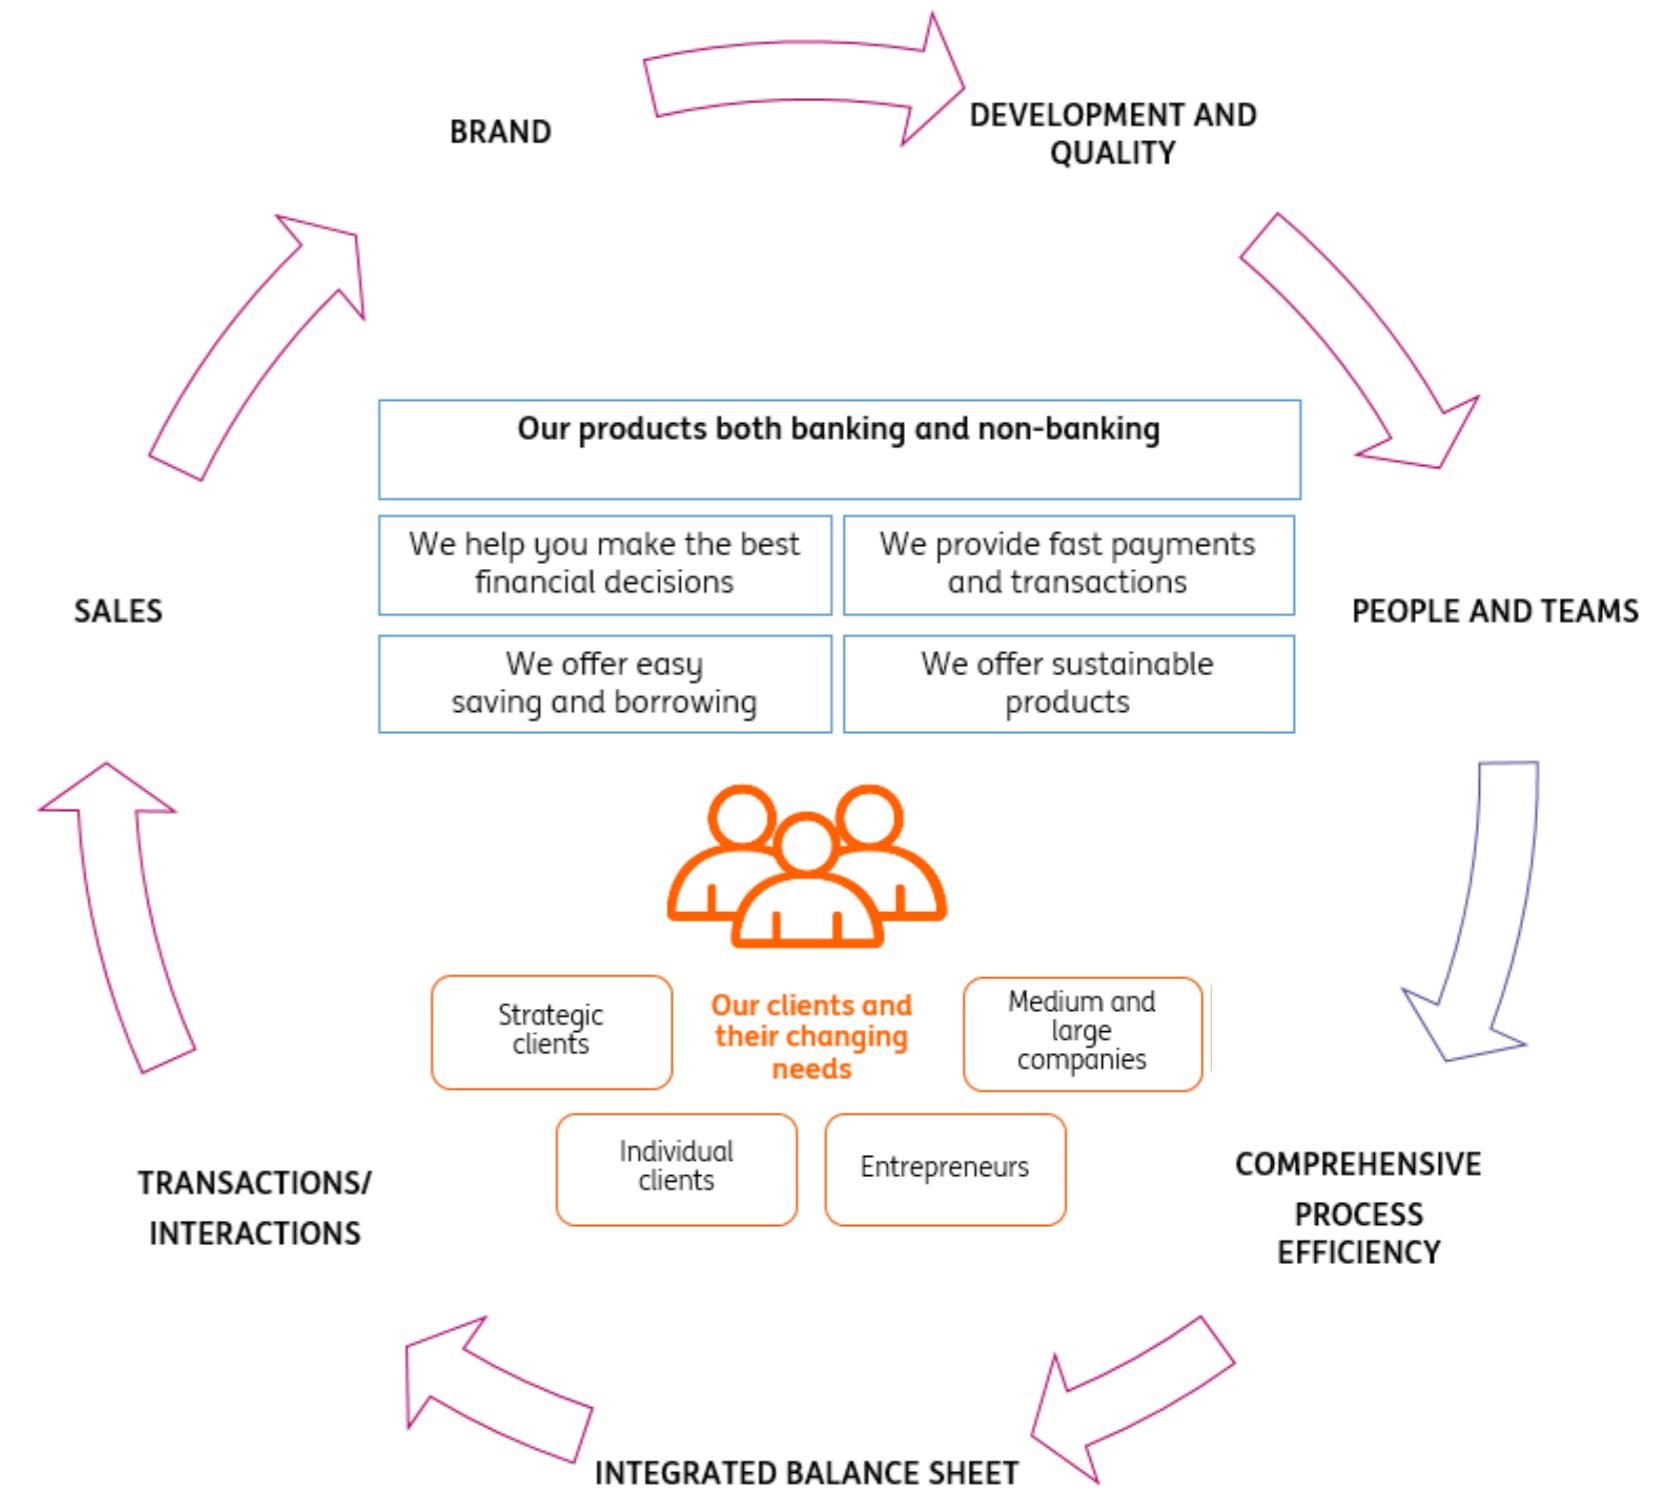 BRAND
DEVELOPMENT AND
QUALITY
Our products both banking and non-banking
We help you make the best
financial decisions
We provide fast payments
and transactions
SALES
PEOPLE AND TEAMS
We offer easy
saving and borrowing
We offer sustainable
products
Strategic
clients
Our clients and
their changing
needs
Medium and
large
companies
Individual
clients
Entrepreneurs
TRANSACTIONS/
INTERACTIONS
COMPREHENSIVE
PROCESS
EFFICIENCY
INTEGRATED BALANCE SHEET